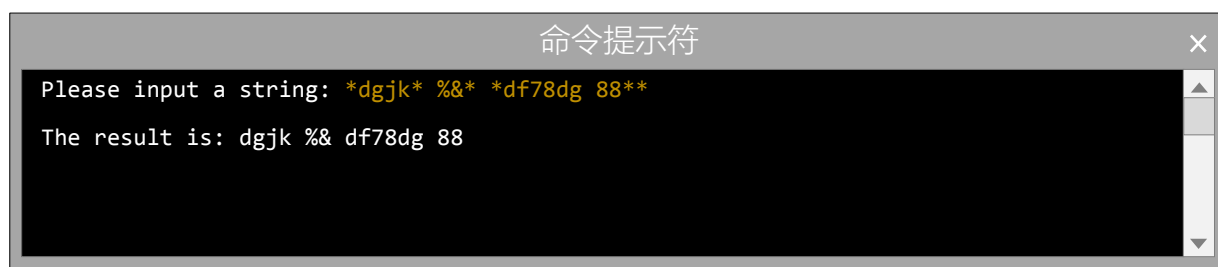 命令提示符
Please input a string: *dgjk* %&* *df78dg 88**
The result is: dgjk %& df78dg 88